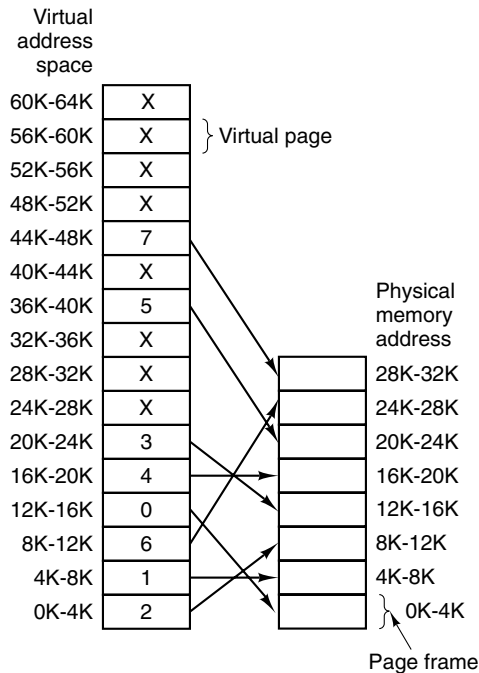 Virtual
address
space
60K-64K X
56K-60K X Virtual page
52K-56K X
48K-52K X
44K-48K 7
40K-44K X
36K-40K 5
32K-36K X
28K-32K X
24K-28K X
20K-24K 3
16K-20K 4
12K-16K 0
8K-12K 6
4K-8K 1
0K-4K 2
Physical
memory
address
28K-32K
24K-28K
20K-24K
16K-20K
12K-16K
8K-12K
4K-8K
0K-4K
Page frame